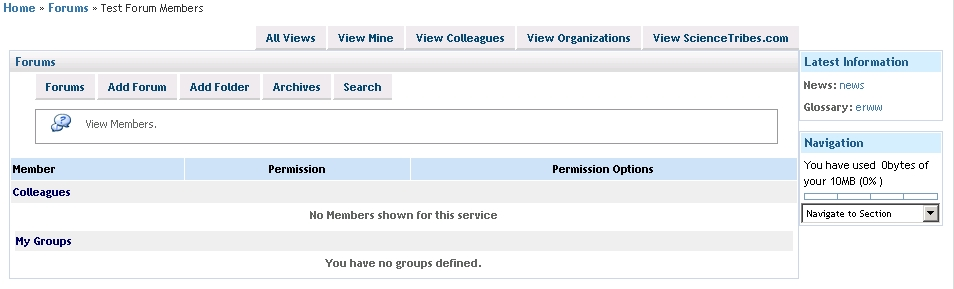 Home » Forums » Test Forum Members
All Views View Mine View Colleagues View Organizations View ScienceTribes.com
Forums
Forums Add Forum Add Folder Archives Search
View Members.
Member Permission Permission Options
Colleagues
No Members shown for this service
My Groups
You have no groups defined.
Latest Information
News: news
Glossary: erww
Navigation
You have used 0bytes of
your 10MB (0% )
Navigate to Section